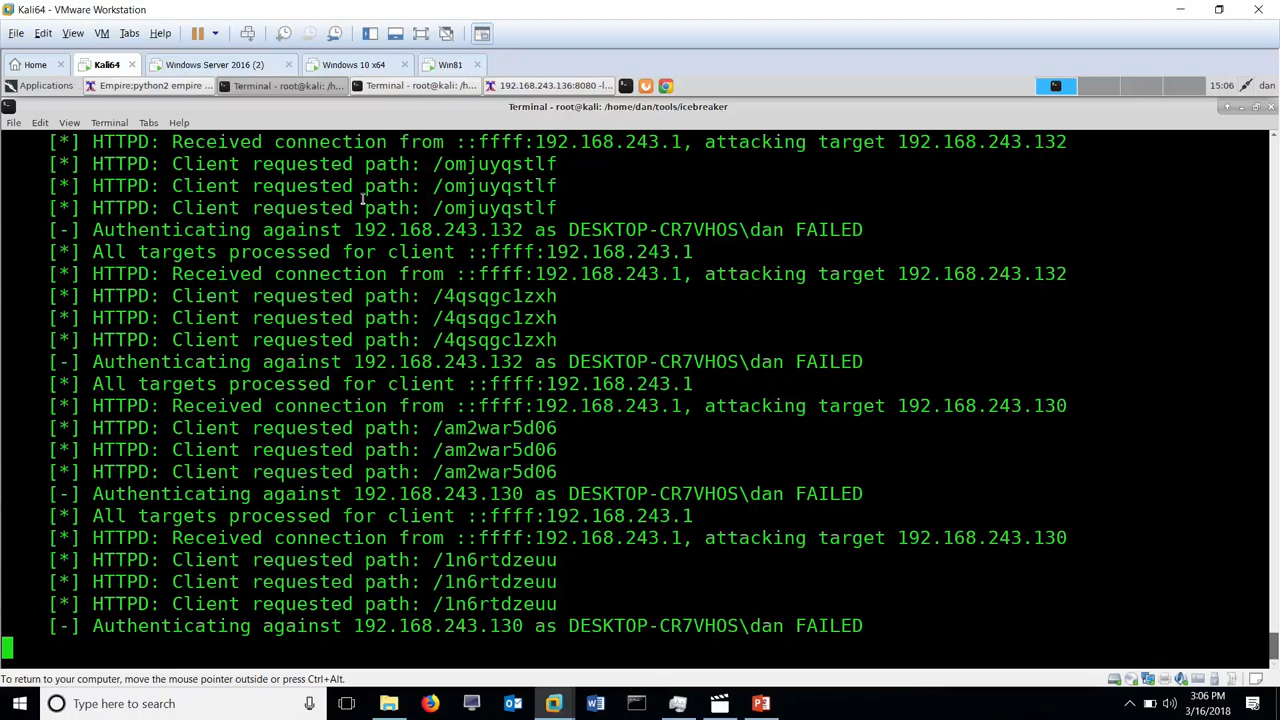 Kali64 - VMware Workstation
File Edit View VM Tabs Help
Home Kali64 Windows Server 2016 (2) Windows 10 x64 Win81
Applications Empire:python2 empire ... Terminal - root@kali: /h... Terminal - root@kali: /h... 192.168.243.136:8080 -l... 15:06 dan
Terminal - root@kali: /home/dan/tools/icebreaker
File Edit View Terminal Tabs Help
[*] HTTPD: Received connection from ::ffff:192.168.243.1, attacking target 192.168.243.132
[*] HTTPD: Client requested path: /omjuyqstlf
[*] HTTPD: Client requested path: /omjuyqstlf
[*] HTTPD: Client requested path: /omjuyqstlf
[-] Authenticating against 192.168.243.132 as DESKTOP-CR7VHOS\dan FAILED
[*] All targets processed for client ::ffff:192.168.243.1
[*] HTTPD: Received connection from ::ffff:192.168.243.1, attacking target 192.168.243.132
[*] HTTPD: Client requested path: /4qsqgc1zxh
[*] HTTPD: Client requested path: /4qsqgc1zxh
[*] HTTPD: Client requested path: /4qsqgc1zxh
[-] Authenticating against 192.168.243.132 as DESKTOP-CR7VHOS\dan FAILED
[*] All targets processed for client ::ffff:192.168.243.1
[*] HTTPD: Received connection from ::ffff:192.168.243.1, attacking target 192.168.243.130
[*] HTTPD: Client requested path: /am2war5d06
[*] HTTPD: Client requested path: /am2war5d06
[*] HTTPD: Client requested path: /am2war5d06
[-] Authenticating against 192.168.243.130 as DESKTOP-CR7VHOS\dan FAILED
[*] All targets processed for client ::ffff:192.168.243.1
[*] HTTPD: Received connection from ::ffff:192.168.243.1, attacking target 192.168.243.130
[*] HTTPD: Client requested path: /1n6rtdzeuu
[*] HTTPD: Client requested path: /1n6rtdzeuu
[*] HTTPD: Client requested path: /1n6rtdzeuu
[-] Authenticating against 192.168.243.130 as DESKTOP-CR7VHOS\dan FAILED
To return to your computer, move the mouse pointer outside or press Ctrl+Alt.
Type here to search
3:06 PM
3/16/2018